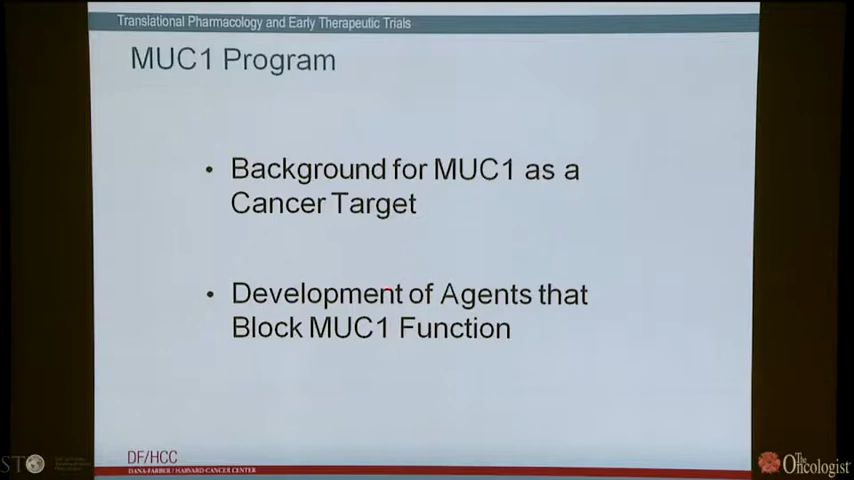 Translational Pharmacology and Early Therapeutic Trials
MUC1 Program
• Background for MUC1 as a
Cancer Target
• Development of Agents that
Block MUC1 Function
DF/HCC
DANA-FARBER / HARVARD CANCER CENTER
STO
The
Oncologist